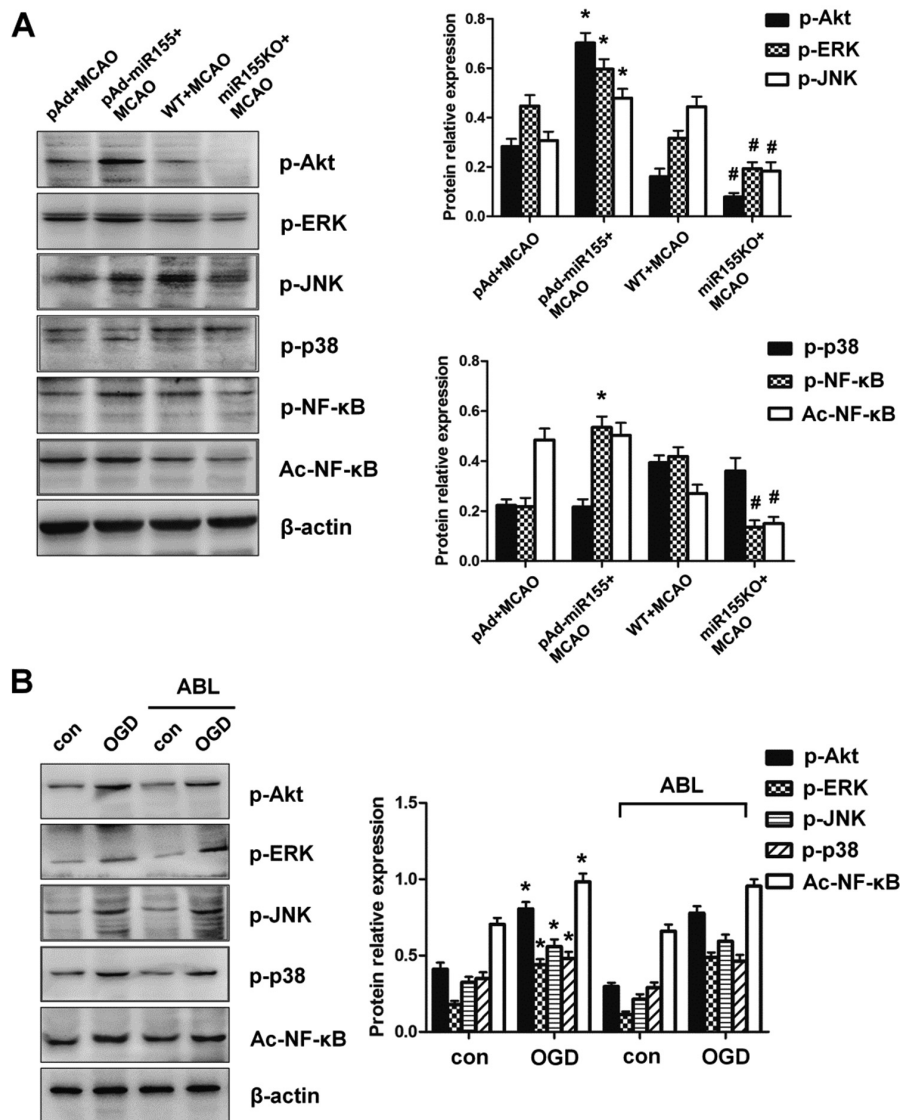 A
pAd+MCAO
pAd-miR155+
MCAO
WT+MCAO
miR155KO+
MCAO
p-Akt
p-ERK
p-JNK
p-p38
p-NF-κB
Ac-NF-κB
β-actin
Protein relative expression
0.8
0.6
0.4
0.2
0.0
* * *
# # #
p-Akt
p-ERK
p-JNK
pAd+MCAO
pAd-miR155+
MCAO
WT+MCAO
miR155KO+
MCAO
Protein relative expression
0.8
0.6
0.4
0.2
0.0
*
# #
p-p38
p-NF-κB
Ac-NF-κB
pAd+MCAO
pAd-miR155+
MCAO
WT+MCAO
miR155KO+
MCAO
B
ABL
con
OGD
con
OGD
p-Akt
p-ERK
p-JNK
p-p38
Ac-NF-κB
β-actin
Protein relative expression
1.5
1.0
0.5
0.0
* * * * *
ABL
p-Akt
p-ERK
p-JNK
p-p38
Ac-NF-κB
con
OGD
con
OGD